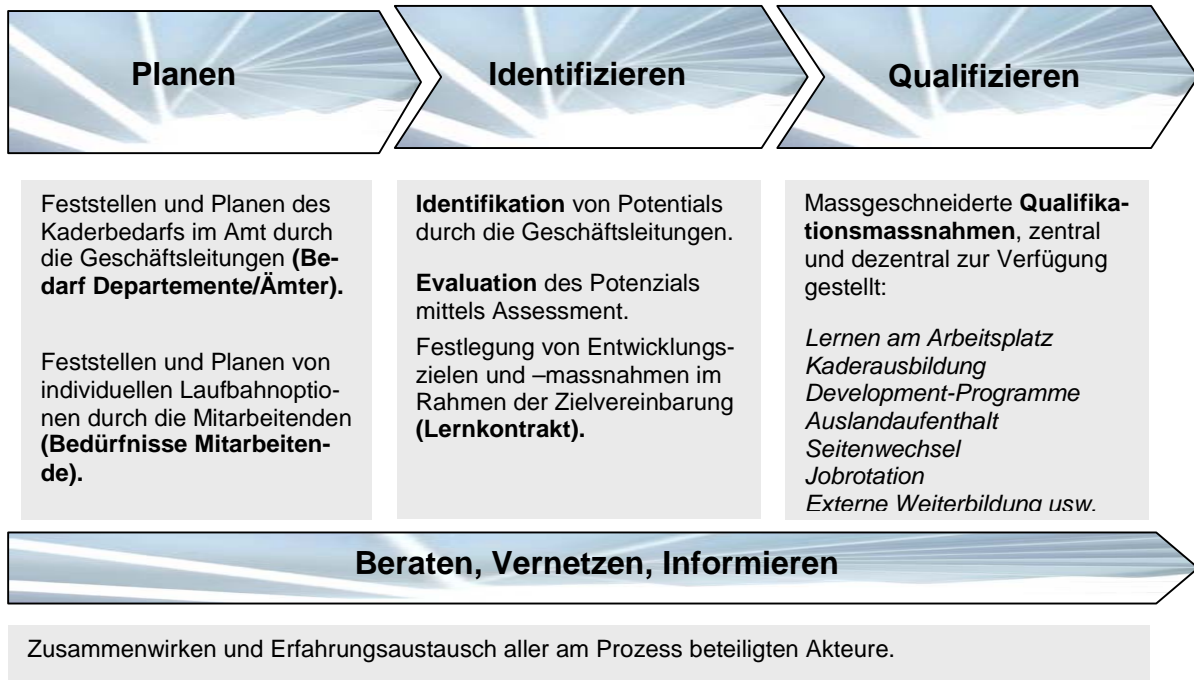 Planen
Identifizieren
Qualifizieren
Feststellen und Planen des
Kaderbedarfs im Amt durch
die Geschäftsleitungen (Be-
darf Departemente/Ämter).
Feststellen und Planen von
individuellen Laufbahnoptio-
nen durch die Mitarbeitenden
(Bedürfnisse Mitarbeiten-
de).
Identifikation von Potentials
durch die Geschäftsleitungen.
Evaluation des Potenzials
mittels Assessment.
Festlegung von Entwicklungs-
zielen und –massnahmen im
Rahmen der Zielvereinbarung
(Lernkontrakt).
Massgeschneiderte Qualifika-
tionsmassnahmen, zentral
und dezentral zur Verfügung
gestellt:
Lernen am Arbeitsplatz
Kaderausbildung
Development-Programme
Auslandaufenthalt
Seitenwechsel
Jobrotation
Externe Weiterbildung usw.
Beraten, Vernetzen, Informieren
Zusammenwirken und Erfahrungsaustausch aller am Prozess beteiligten Akteure.